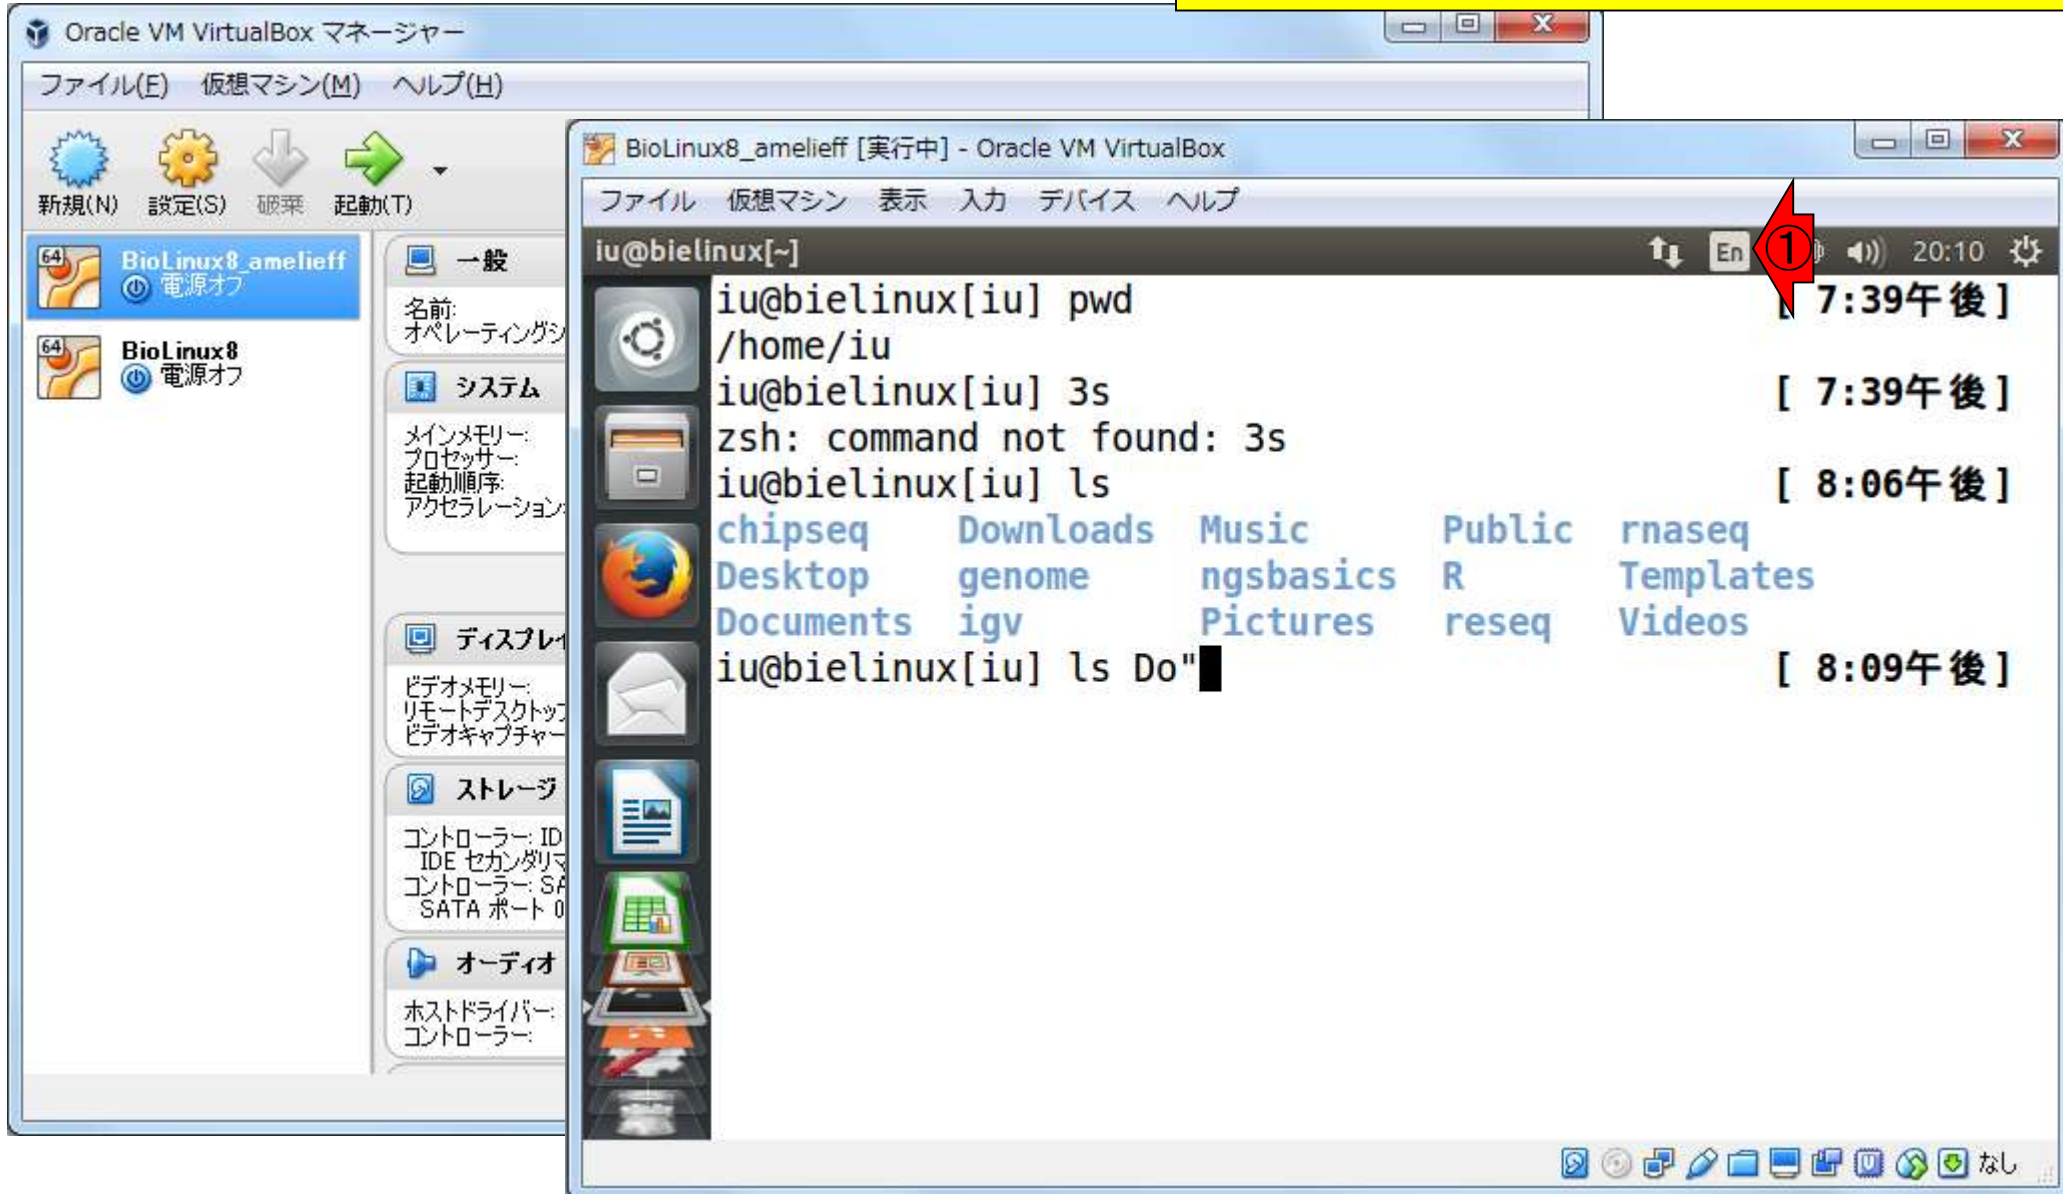 Oracle VM VirtualBox マネージャー
ファイル(F) 仮想マシン(M) ヘルプ(H)
新規(N) 設定(S) 破棄 起動(T)
64 BioLinux8_amelieff
電源オフ
64 BioLinux8
電源オフ
一般
名前:
オペレーティングシ
システム
メインメモリー:
プロセッサー:
起動順序:
アクセラレーション:
ディスプレイ
ビデオメモリー:
リモートデスクトップ
ビデオキャプチャー
ストレージ
コントローラー: ID
IDE セカンダリマ
コントローラー: SA
SATA ポート 0
オーディオ
ホストドライバー:
コントローラー:
BioLinux8_amelieff [実行中] - Oracle VM VirtualBox
ファイル 仮想マシン 表示 入力 デバイス ヘルプ
iu@bielinux[~] En ① 20:10
iu@bielinux[iu] pwd [ 7:39午後]
/home/iu
iu@bielinux[iu] 3s [ 7:39午後]
zsh: command not found: 3s
iu@bielinux[iu] ls [ 8:06午後]
chipseq Downloads Music Public rnaseq
Desktop genome ngsbasics R Templates
Documents igv Pictures reseq Videos
iu@bielinux[iu] ls Do" [ 8:09午後]
なし